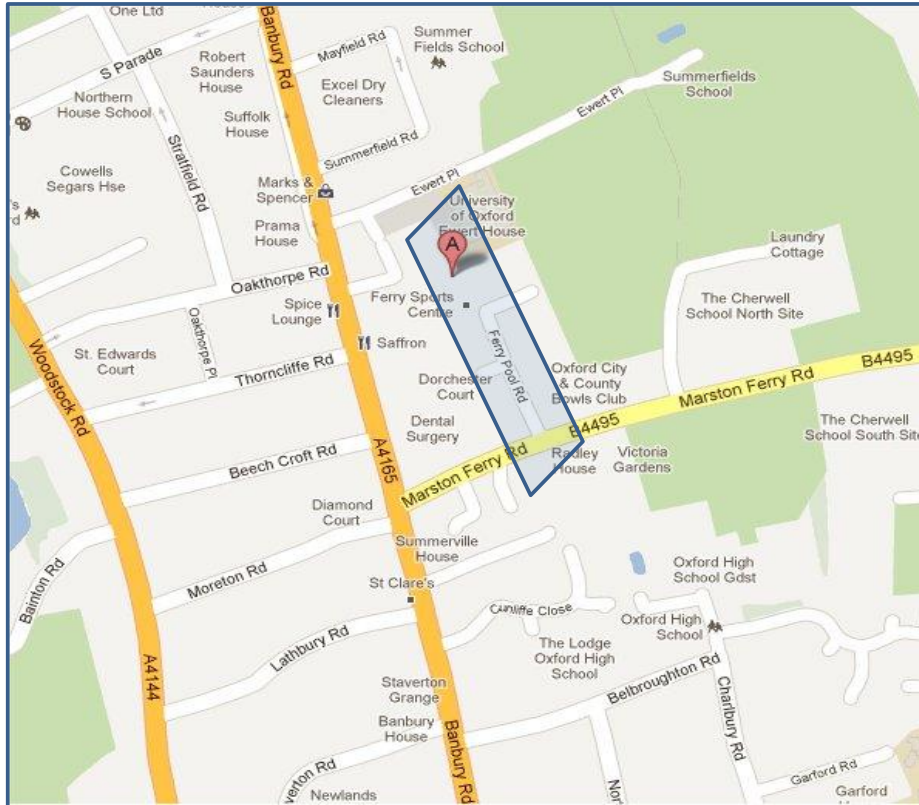 One Ltd
Banbury Rd
Summer
Fields School
Mayfield Rd
S Parade
Robert
Saunders
House
Excel Dry
Cleaners
Summerfields
School
Northern
House School
Suffolk
House
Ewert Pl
Stratfield Rd
Summerfield Rd
Cowells
Segars Hse
Marks &
Spencer
Ewert Pl
University
of Oxford
Ewert House
Prama
House
A
Laundry
Cottage
Oakthorpe Rd
Spice
Lounge
Ferry Sports
Centre
The Cherwell
School North Site
Oakthorpe Pl
Saffron
Ferry Pool Rd
St. Edwards
Court
Woodstock Rd
Thorncliffe Rd
Dorchester
Court
Oxford City
& County
Bowls Club
B4495
Marston Ferry Rd
Dental
Surgery
B4495
The Cherwell
School South Site
A4165
Beech Croft Rd
Marston Ferry Rd
Radley
House
Victoria
Gardens
Diamond
Court
Summerville
House
Bainton Rd
Moreton Rd
St Clare's
Oxford High
School Gdst
Cunliffe Close
Oxford High
School
Lathbury Rd
The Lodge
Oxford High
School
A4144
Staverton
Grange
Belbroughton Rd
Banbury
House
Banbury Rd
Charlbury Rd
Garford Rd
Newlands
Garford